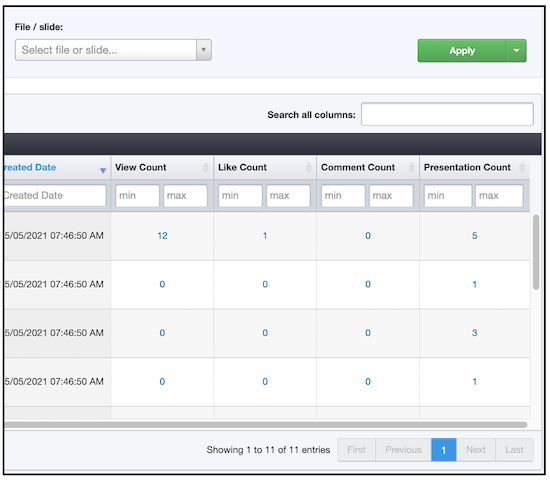 File / slide:
Select file or slide...
Apply
Search all columns:
reated Date View Count Like Count Comment Count Presentation Count
Created Date min max min max min max min max
5/05/2021 07:46:50 AM 12 1 0 5
5/05/2021 07:46:50 AM 0 0 0 1
5/05/2021 07:46:50 AM 0 0 0 3
5/05/2021 07:46:50 AM 0 0 0 1
Showing 1 to 11 of 11 entries First Previous 1 Next Last